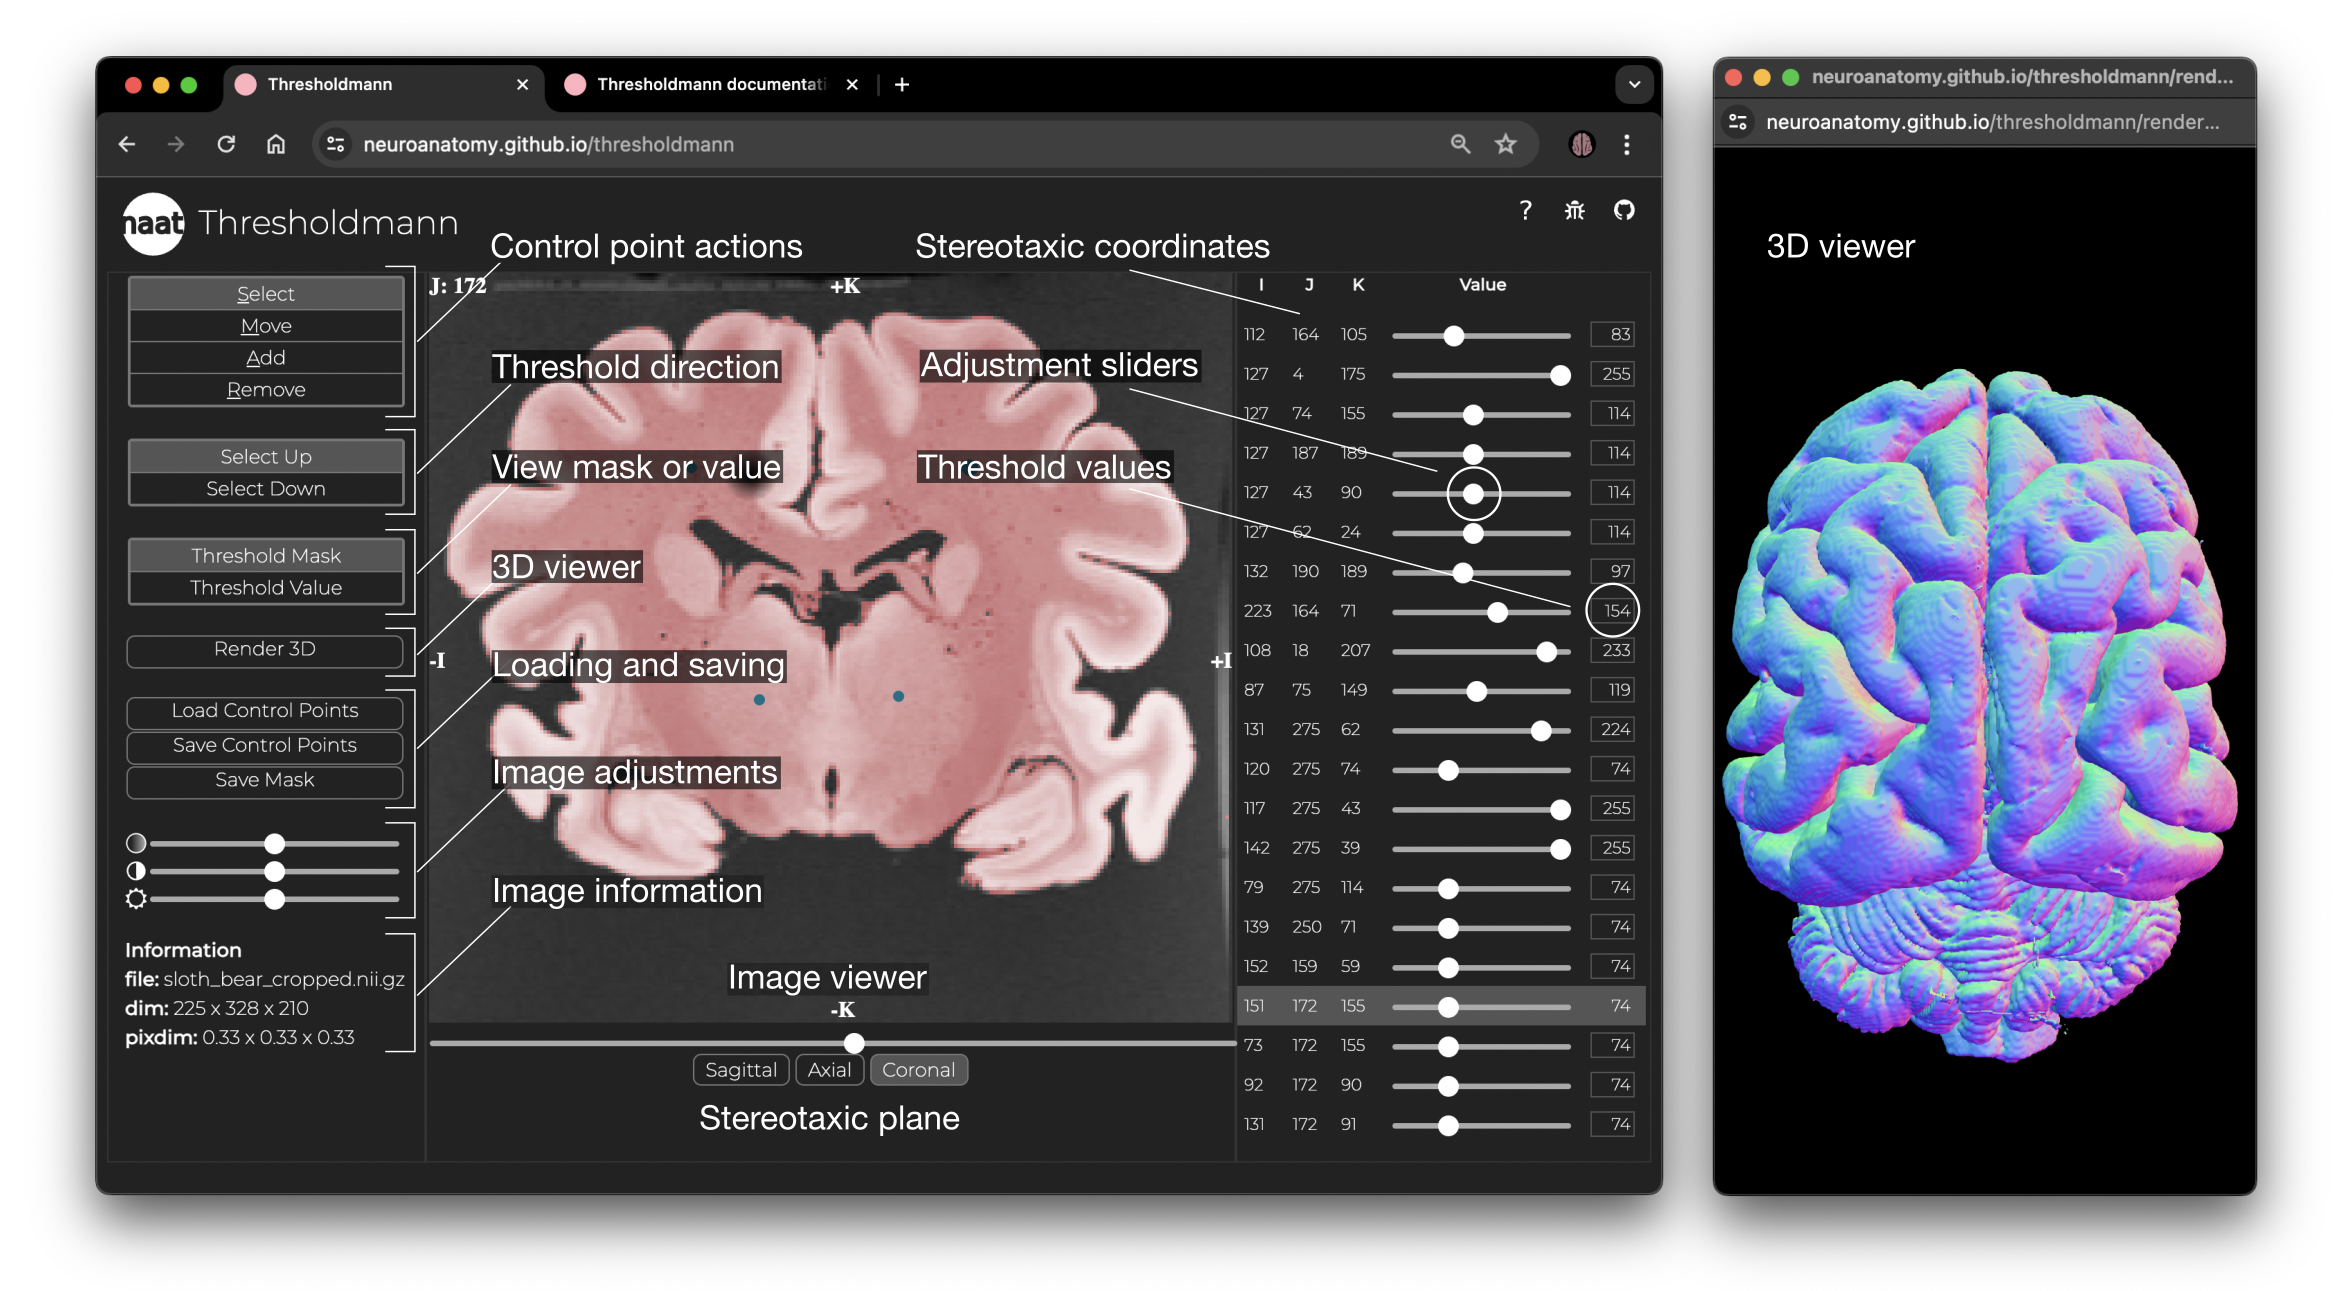 Thresholdmann
Thresholdmann documentati
neuroanatomy.github.io/thresholdmann
naat Thresholdmann
?
Control point actions
Stereotaxic coordinates
Select
Move
Add
Remove
Threshold direction
Select Up
Select Down
View mask or value
Threshold Mask
Threshold Value
3D viewer
Render 3D
Loading and saving
Load Control Points
Save Control Points
Save Mask
Image adjustments
Image information
Information
file: sloth_bear_cropped.nii.gz
dim: 225 x 328 x 210
pixdim: 0.33 x 0.33 x 0.33
J: 172
+K
-I
+I
Adjustment sliders
Threshold values
Image viewer
-K
Sagittal Axial Coronal
Stereotaxic plane
I J K Value
112 164 105 83
127 4 175 255
127 74 155 114
127 187 189 114
127 43 90 114
127 62 24 114
132 190 189 97
223 164 71 154
108 18 207 233
87 75 149 119
131 275 62 224
120 275 74 74
117 275 43 255
142 275 39 255
79 275 114 74
139 250 71 74
152 159 59 74
151 172 155 74
73 172 155 74
92 172 90 74
131 172 91 74
neuroanatomy.github.io/thresholdmann/rend...
neuroanatomy.github.io/thresholdmann/render...
3D viewer